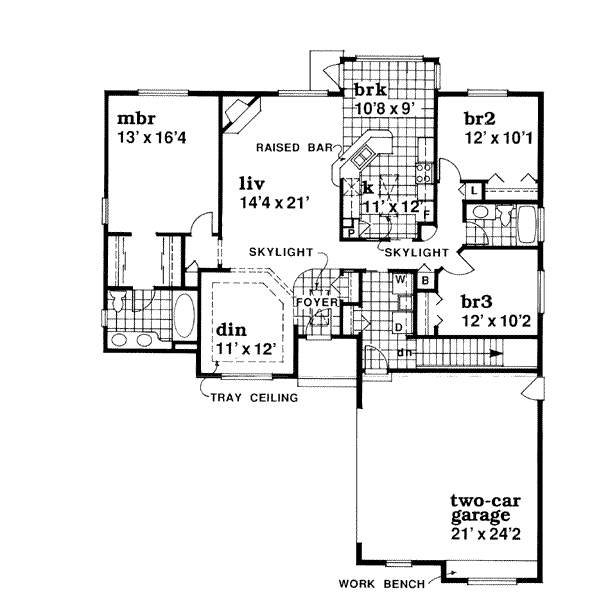 brk
10'8 x 9'
mbr
13' x 16'4
br2
12' x 10'1
RAISED BAR
liv
14'4 x 21'
k
11' x 12'
L
F
P
SKYLIGHT
SKYLIGHT
W
B
FOYER
br3
12' x 10'2
din
11' x 12'
D
dn
TRAY CEILING
two-car
garage
21' x 24'2
WORK BENCH